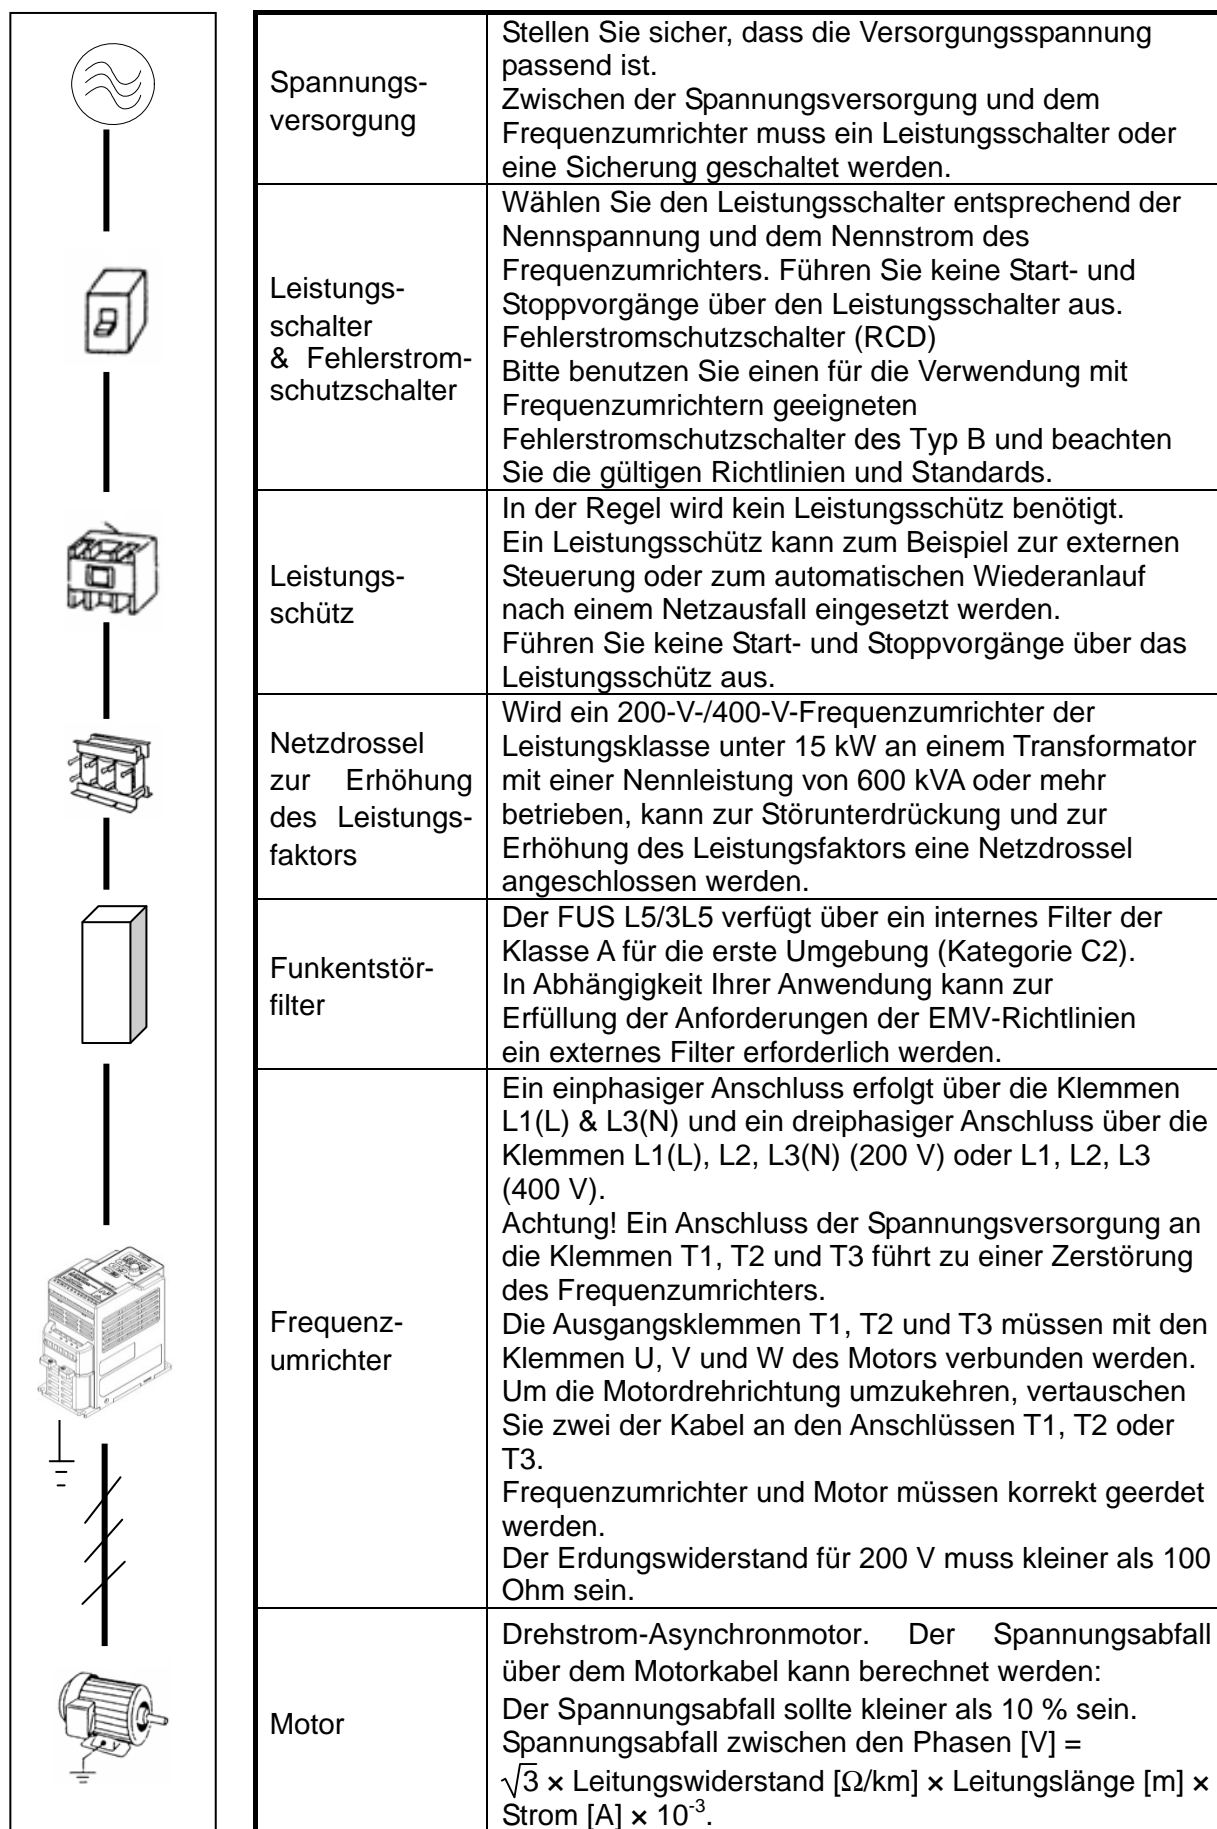 Spannungs-
versorgung
Stellen Sie sicher, dass die Versorgungsspannung
passend ist.
Zwischen der Spannungsversorgung und dem
Frequenzumrichter muss ein Leistungsschalter oder
eine Sicherung geschaltet werden.
Leistungs-
schalter
& Fehlerstrom-
schutzschalter
Wählen Sie den Leistungsschalter entsprechend der
Nennspannung und dem Nennstrom des
Frequenzumrichters. Führen Sie keine Start- und
Stoppvorgänge über den Leistungsschalter aus.
Fehlerstromschutzschalter (RCD)
Bitte benutzen Sie einen für die Verwendung mit
Frequenzumrichtern geeigneten
Fehlerstromschutzschalter des Typ B und beachten
Sie die gültigen Richtlinien und Standards.
Leistungs-
schütz
In der Regel wird kein Leistungsschütz benötigt.
Ein Leistungsschütz kann zum Beispiel zur externen
Steuerung oder zum automatischen Wiederanlauf
nach einem Netzausfall eingesetzt werden.
Führen Sie keine Start- und Stoppvorgänge über das
Leistungsschütz aus.
Netzdrossel
zur Erhöhung
des Leistungs-
faktors
Wird ein 200-V-/400-V-Frequenzumrichter der
Leistungsklasse unter 15 kW an einem Transformator
mit einer Nennleistung von 600 kVA oder mehr
betrieben, kann zur Störunterdrückung und zur
Erhöhung des Leistungsfaktors eine Netzdrossel
angeschlossen werden.
Funkentstör-
filter
Der FUS L5/3L5 verfügt über ein internes Filter der
Klasse A für die erste Umgebung (Kategorie C2).
In Abhängigkeit Ihrer Anwendung kann zur
Erfüllung der Anforderungen der EMV-Richtlinien
ein externes Filter erforderlich werden.
Frequenz-
umrichter
Ein einphasiger Anschluss erfolgt über die Klemmen
L1(L) & L3(N) und ein dreiphasiger Anschluss über die
Klemmen L1(L), L2, L3(N) (200 V) oder L1, L2, L3
(400 V).
Achtung! Ein Anschluss der Spannungsversorgung an
die Klemmen T1, T2 und T3 führt zu einer Zerstörung
des Frequenzumrichters.
Die Ausgangsklemmen T1, T2 und T3 müssen mit den
Klemmen U, V und W des Motors verbunden werden.
Um die Motordrehrichtung umzukehren, vertauschen
Sie zwei der Kabel an den Anschlüssen T1, T2 oder
T3.
Frequenzumrichter und Motor müssen korrekt geerdet
werden.
Der Erdungswiderstand für 200 V muss kleiner als 100
Ohm sein.
Motor
Drehstrom-Asynchronmotor. Der Spannungsabfall
über dem Motorkabel kann berechnet werden:
Der Spannungsabfall sollte kleiner als 10 % sein.
Spannungsabfall zwischen den Phasen [V] =
√3 × Leitungswiderstand [Ω/km] × Leitungslänge [m] ×
Strom [A] × 10⁻³.